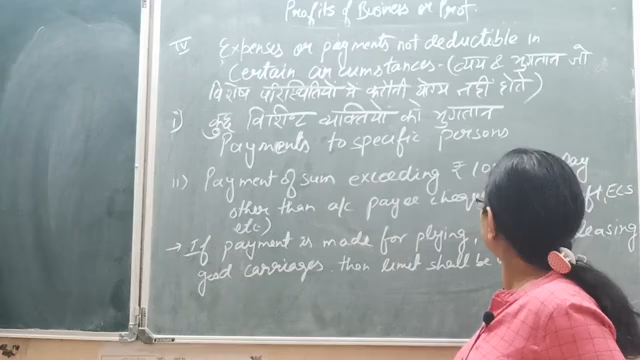 Profits of Business or Prof.
IV Expenses or payments not deductible in
Certain circumstances - (व्यय & भुगतान जो
विशेष परिस्थितियों में कटौती योग्य नहीं होते)
i) कुछ विशिष्ट व्यक्तियों को भुगतान
Payments to specific Persons
ii) Payment of sum exceeding ₹ 10
other than a/c payee ECS
etc)
→ If payment is made for plying, leasing
good carriages. then limit shall be